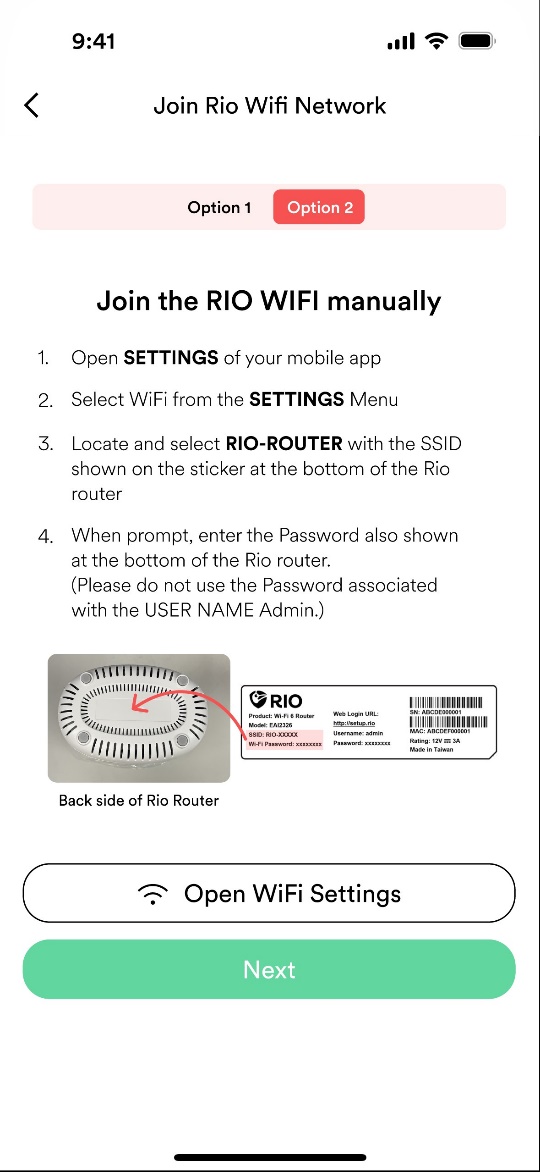 9:41
Join Rio Wifi Network
Option 1 Option 2
Join the RIO WIFI manually
1. Open SETTINGS of your mobile app
2. Select WiFi from the SETTINGS Menu
3. Locate and select RIO-ROUTER with the SSID
shown on the sticker at the bottom of the Rio
router
4. When prompt, enter the Password also shown
at the bottom of the Rio router.
(Please do not use the Password associated
with the USER NAME Admin.)
RIO
Product: Wi-Fi 6 Router
Model: EAI2326
SSID: RIO-XXXXX
Wi-Fi Password: xxxxxxxx
Web Login URL:
http://setup.rio
Username: admin
Password: xxxxxxxx
SN: ABCDE000001
MAC: ABCDEF000001
Rating: 12V ⎓ 3A
Made in Taiwan
Back side of Rio Router
Open WiFi Settings
Next